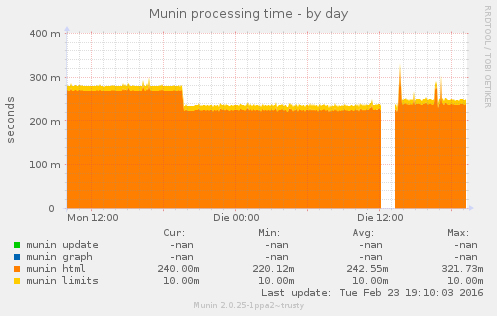 Munin processing time - by day
RRDTOOL / TOBI OETIKER
seconds
400 m
300 m
200 m
100 m
0
Mon 12:00 Die 00:00 Die 12:00
Cur: Min: Avg: Max:
munin update -nan -nan -nan -nan
munin graph -nan -nan -nan -nan
munin html 240.00m 220.12m 242.55m 321.73m
munin limits 10.00m 10.00m 10.00m 10.00m
Last update: Tue Feb 23 19:10:03 2016
Munin 2.0.25-1ppa2~trusty